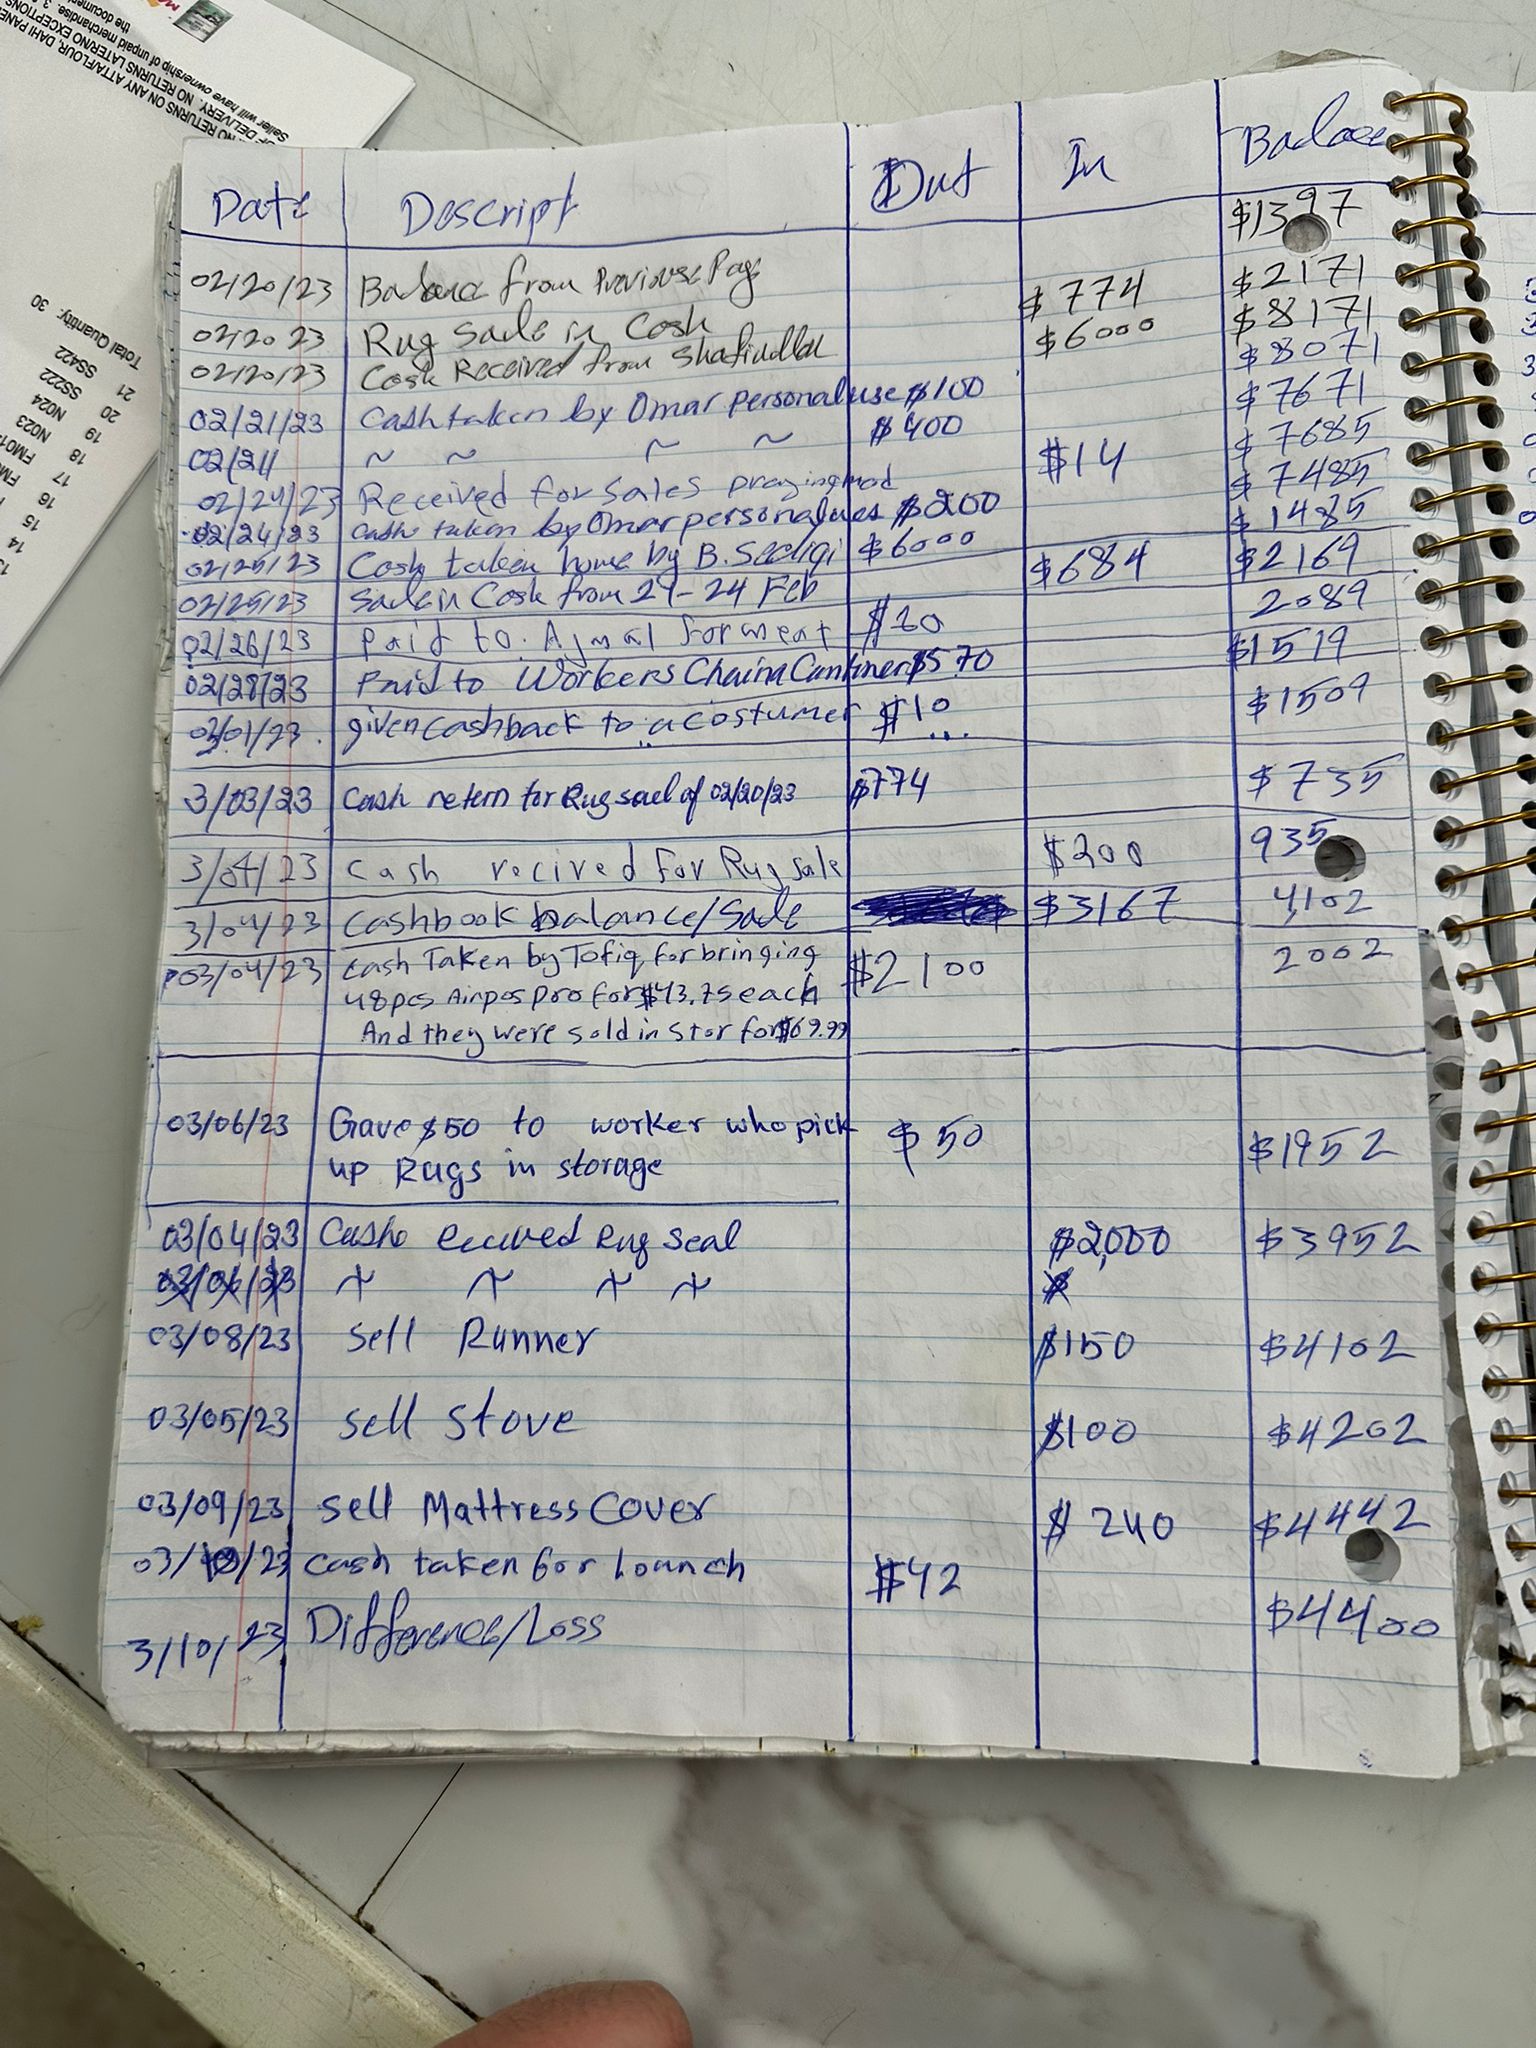 NO RETURNS ON ANY ATTA/FLOUR, DAHI PANE
OF DELIVERY. NO RETURNS LATER/NO EXCEPTIONS
Seller will have ownership of unpaid merchandise. 3.
the docume
Total Quantity: 30
21 SS422
20 SS222
19 N024
18 N023
17 FM01
16 FM
15
14
13
Date Descript Out In Balace
$1397
02/20/23 Balance from Previouse Page
02/20 23 Rug Sale in Cash $774 $2171
02/20/23 Cash Received from Shafiullah $6000 $8171
02/21/23 Cash taken by Omar personal use $100 $8071
02/21 ~ ~ ~ ~ $400 $7671
02/24/23 Received for sales prayingmad $14 $7685
02/24/23 cash taken by Omar personal ues $200 $7485
02/25/23 Cash taken home by B. Sediqi $6000 $1485
02/25/23 Sale in Cash from 21-24 Feb $684 $2169
02/26/23 paid to Ajmal for meat $20 2089
02/28/23 Paid to Workers Chaina Cantiner $570 $1519
03/01/23 given cashback to a costumer $10 $1509
3/03/23 Cash retern for Rug sael of 02/20/23 $774 $735
3/04/23 Cash recived For Rug sale $200 935
3/04/23 Cashbook balance/Sale $3167 4102
03/04/23 Cash Taken by Tofiq for bringing $2100 2002
48pcs Airpos pro for $43.75 each
And they were sold in stor for $69.99
03/06/23 Gave $50 to worker who pick $50 $1952
up Rugs in storage
03/04/23 Cash Recived Rug Seal $2,000 $3952
03/06/23 ~ ~ ~ ~ $
03/08/23 sell Runner $150 $4102
03/05/23 sell stove $100 $4202
03/09/23 sell Mattress Cover $240 $4442
03/10/23 cash taken for lounch $42
3/10/23 Difference/Loss $4400